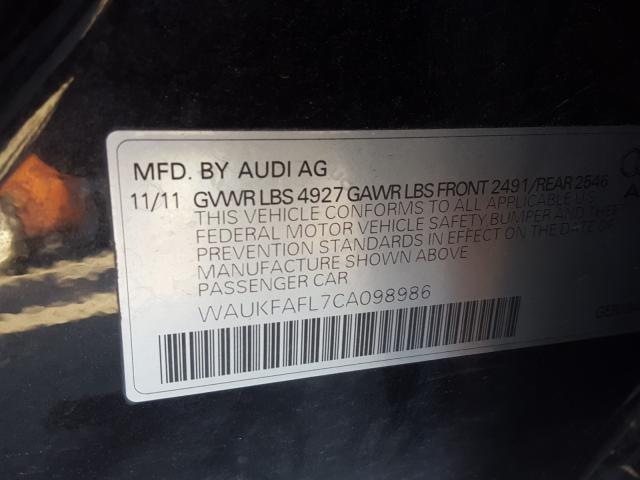 MFD. BY AUDI AG
11/11 GVWR LBS 4927 GAWR LBS FRONT 2491/REAR 2546
THIS VEHICLE CONFORMS TO ALL APPLICABLE U.S.
FEDERAL MOTOR VEHICLE SAFETY BUMPER AND THEFT
PREVENTION STANDARDS IN EFFECT ON THE DATE OF
MANUFACTURE SHOWN ABOVE
PASSENGER CAR
WAUKFAFL7CA098986